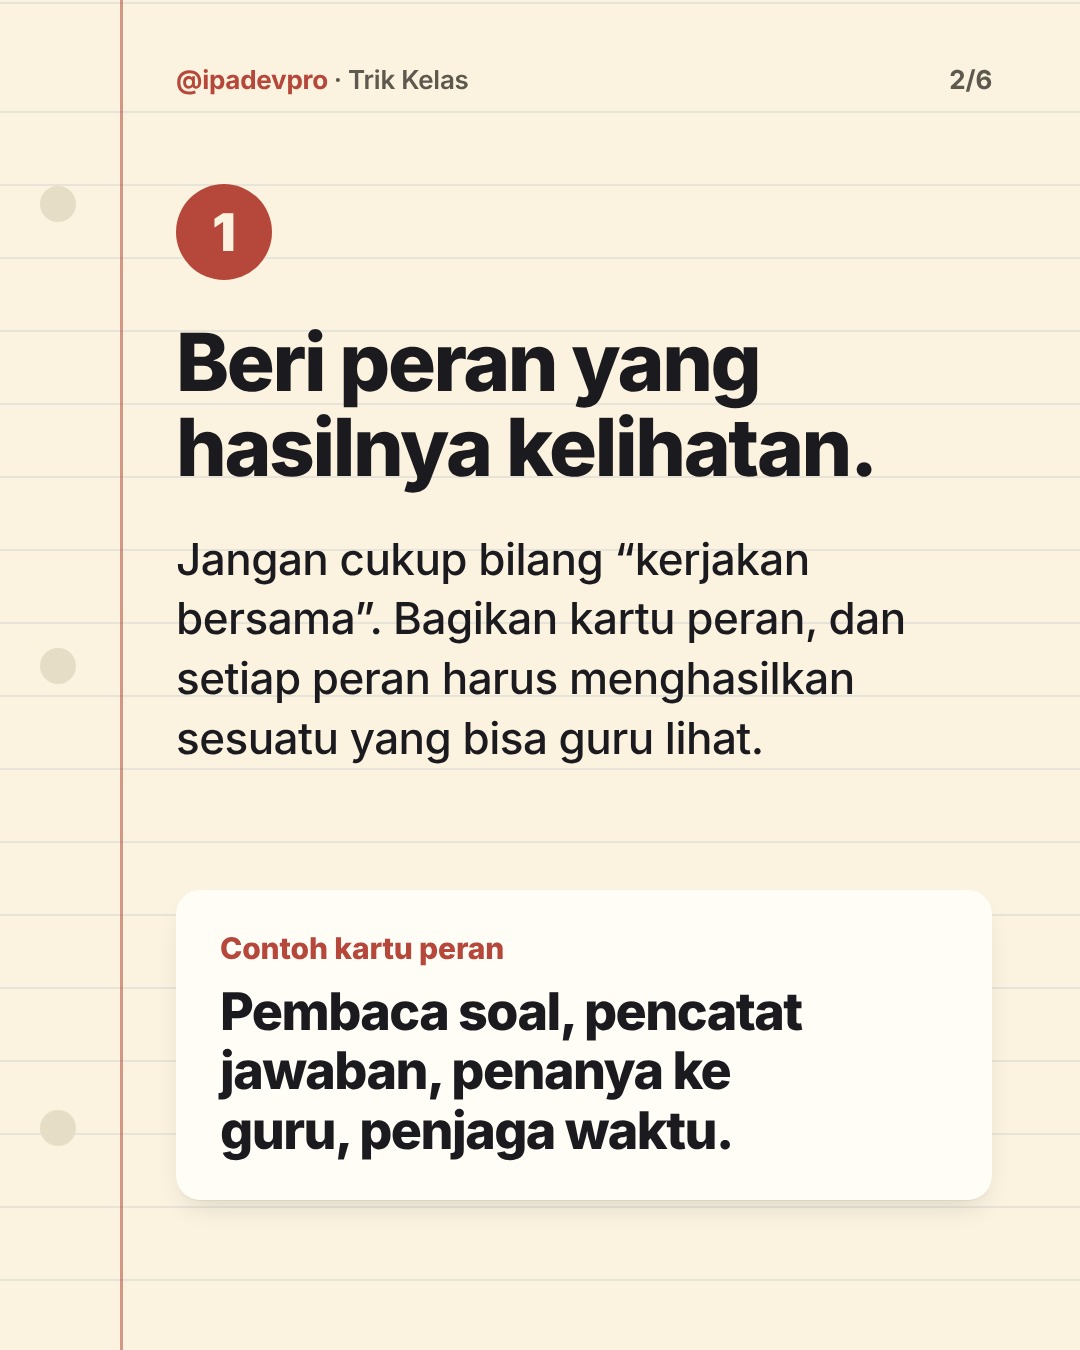 @ipadevpro · Trik Kelas
2/6
1
Beri peran yang
hasilnya kelihatan.
Jangan cukup bilang “kerjakan
bersama”. Bagikan kartu peran, dan
setiap peran harus menghasilkan
sesuatu yang bisa guru lihat.
Contoh kartu peran
Pembaca soal, pencatat
jawaban, penanya ke
guru, penjaga waktu.